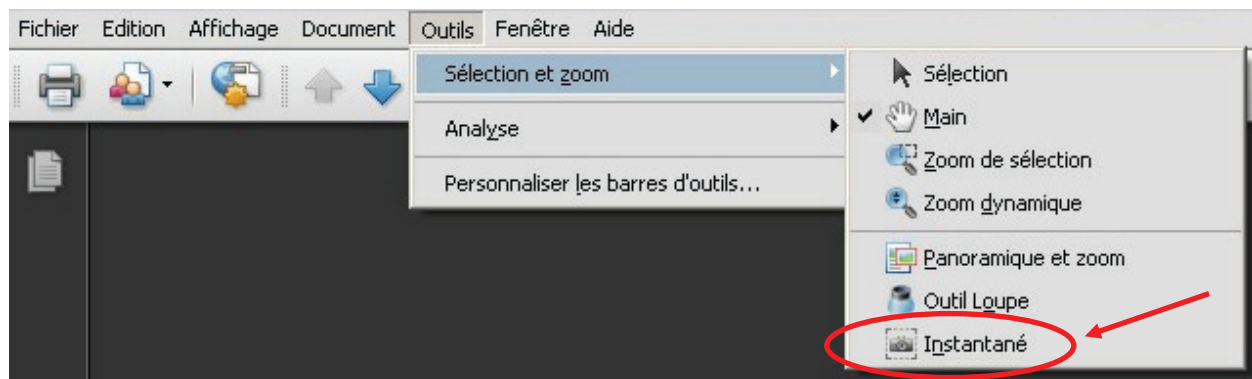 Fichier Edition Affichage Document Outils Fenêtre Aide
Sélection et zoom
Analyse
Personnaliser les barres d'outils...
Sélection
Main
Zoom de sélection
Zoom dynamique
Panoramique et zoom
Outil Loupe
Instantané